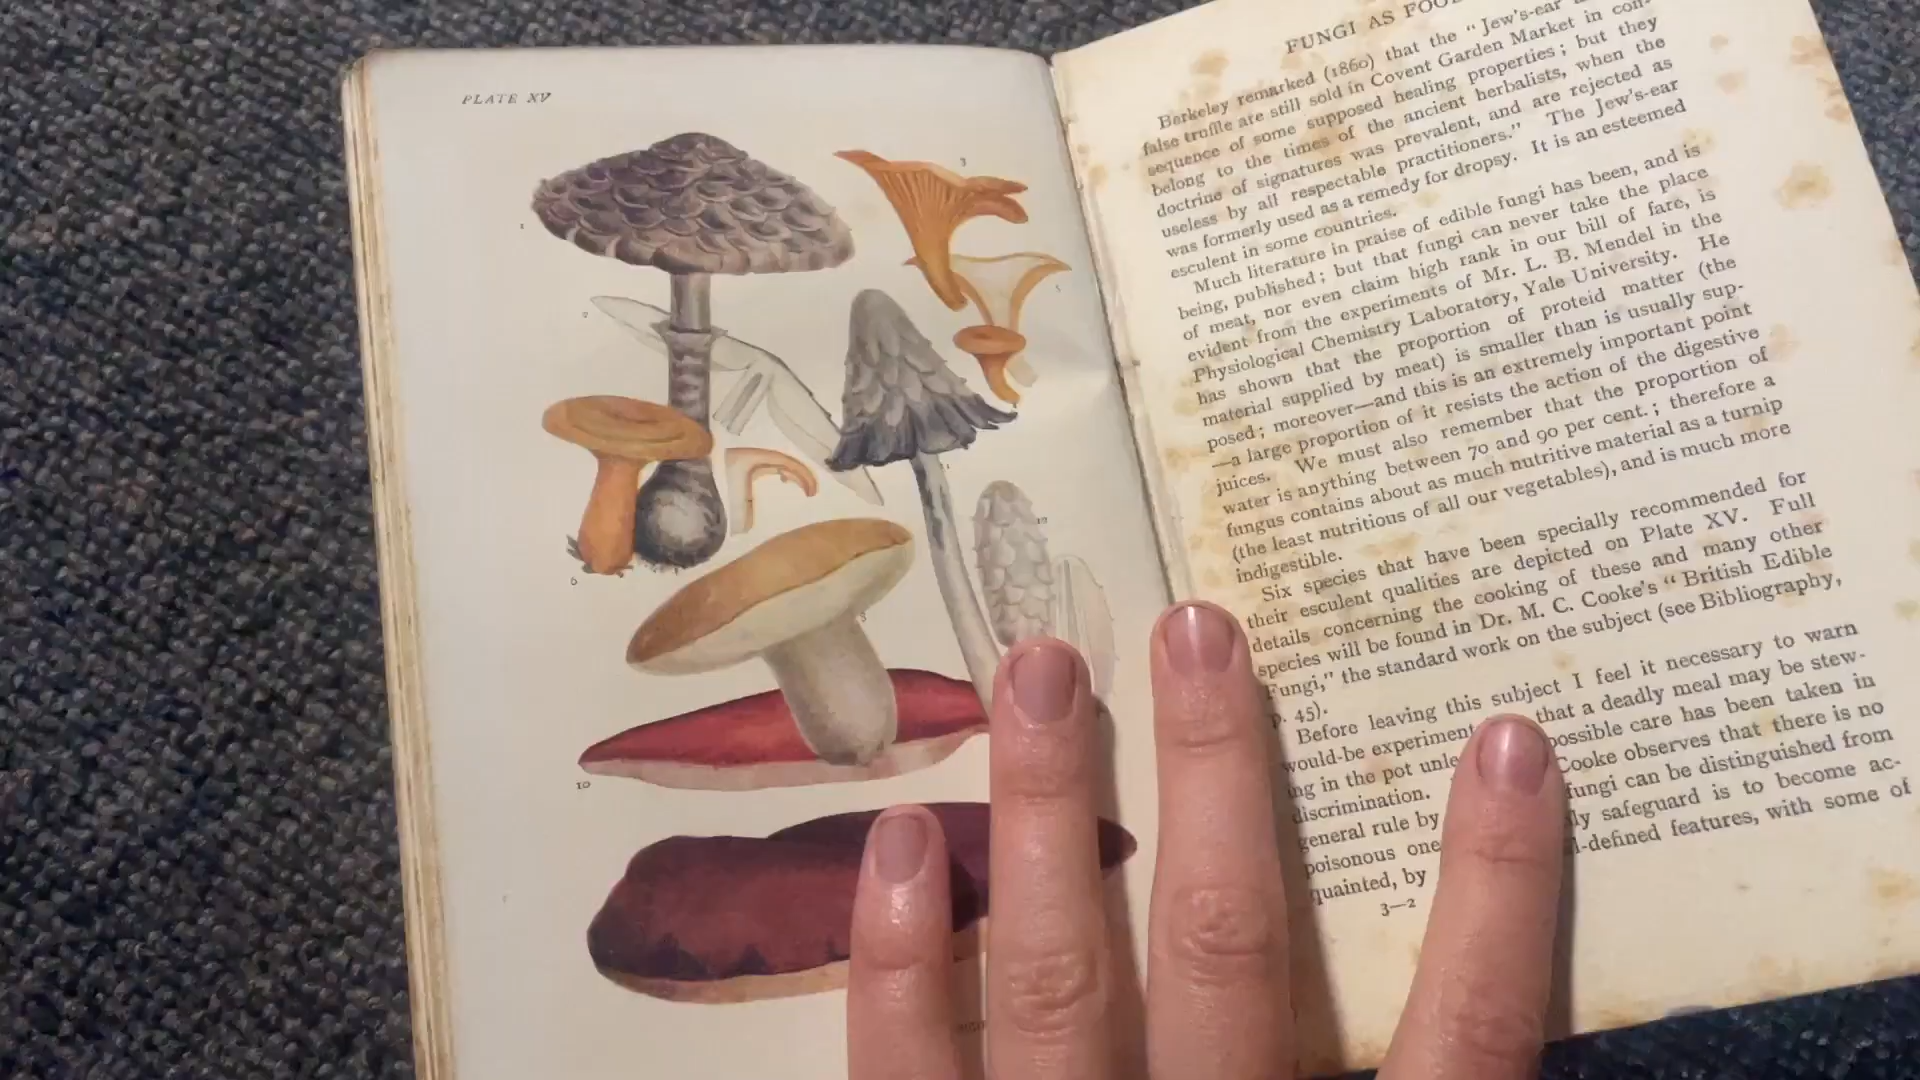 PLATE XV
1
3
2
5
11
12
6
8
10
FUNGI AS FOO
Berkeley remarked (1860) that the "Jew's-ear
false truffle are still sold in Covent Garden Market in con-
sequence of some supposed healing properties; but they
belong to the times of the ancient herbalists, when the
doctrine of signatures was prevalent, and are rejected as
useless by all respectable practitioners." The Jew's-ear
was formerly used as a remedy for dropsy. It is an esteemed
esculent in some countries.
Much literature in praise of edible fungi has been, and is
being, published; but that fungi can never take the place
of meat, nor even claim high rank in our bill of fare, is
evident from the experiments of Mr. L. B. Mendel in the
Physiological Chemistry Laboratory, Yale University. He
has shown that the proportion of proteid matter (the
material supplied by meat) is smaller than is usually sup-
posed; moreover—and this is an extremely important point
—a large proportion of it resists the action of the digestive
juices. We must also remember that the proportion of
water is anything between 70 and 90 per cent.; therefore a
fungus contains about as much nutritive material as a turnip
(the least nutritious of all our vegetables), and is much more
indigestible.
Six species that have been specially recommended for
their esculent qualities are depicted on Plate XV. Full
details concerning the cooking of these and many other
species will be found in Dr. M. C. Cooke's "British Edible
Fungi," the standard work on the subject (see Bibliography,
p. 45).
Before leaving this subject I feel it necessary to warn
would-be experiment that a deadly meal may be stew-
ing in the pot unle possible care has been taken in
discrimination. Cooke observes that there is no
general rule by fungi can be distinguished from
poisonous one ly safeguard is to become ac-
quainted, by l-defined features, with some of
3—2